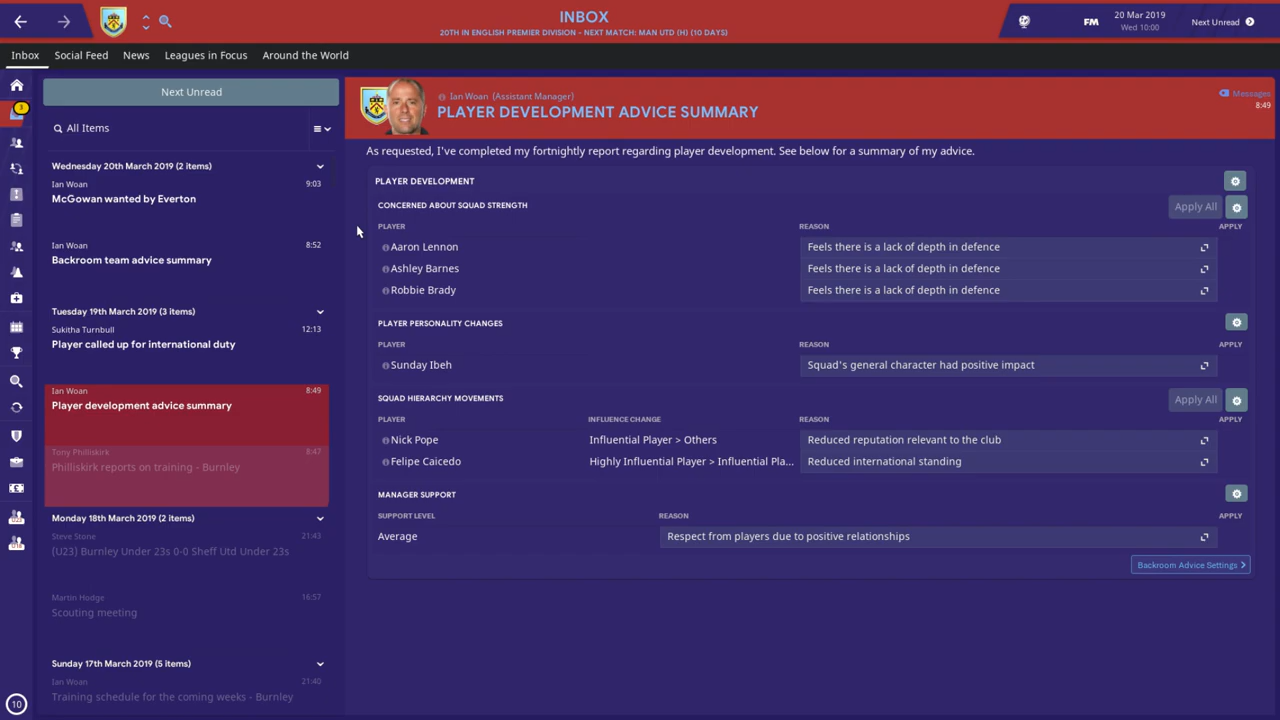 INBOX
20TH IN ENGLISH PREMIER DIVISION - NEXT MATCH: MAN UTD (H) (10 DAYS)
FM
20 Mar 2019
Wed 10:00
Next Unread
Inbox
Social Feed
News
Leagues in Focus
Around the World
3
10
Next Unread
All Items
Wednesday 20th March 2019 (2 items)
Ian Woan 9:03
McGowan wanted by Everton
Ian Woan 8:52
Backroom team advice summary
Tuesday 19th March 2019 (3 items)
Sukitha Turnbull 12:13
Player called up for international duty
Ian Woan 8:49
Player development advice summary
Tony Philliskirk 8:47
Philliskirk reports on training - Burnley
Monday 18th March 2019 (2 items)
Steve Stone 21:43
(U23) Burnley Under 23s 0-0 Sheff Utd Under 23s
Martin Hodge 16:57
Scouting meeting
Sunday 17th March 2019 (5 items)
Ian Woan 21:40
Training schedule for the coming weeks - Burnley
Ian Woan (Assistant Manager)
PLAYER DEVELOPMENT ADVICE SUMMARY
Messages
8:49
As requested, I've completed my fortnightly report regarding player development. See below for a summary of my advice.
PLAYER DEVELOPMENT
CONCERNED ABOUT SQUAD STRENGTH Apply All
PLAYER REASON APPLY
Aaron Lennon Feels there is a lack of depth in defence
Ashley Barnes Feels there is a lack of depth in defence
Robbie Brady Feels there is a lack of depth in defence
PLAYER PERSONALITY CHANGES
PLAYER REASON APPLY
Sunday Ibeh Squad's general character had positive impact
SQUAD HIERARCHY MOVEMENTS Apply All
PLAYER INFLUENCE CHANGE REASON APPLY
Nick Pope Influential Player > Others Reduced reputation relevant to the club
Felipe Caicedo Highly Influential Player > Influential Pla... Reduced international standing
MANAGER SUPPORT
SUPPORT LEVEL REASON APPLY
Average Respect from players due to positive relationships
Backroom Advice Settings